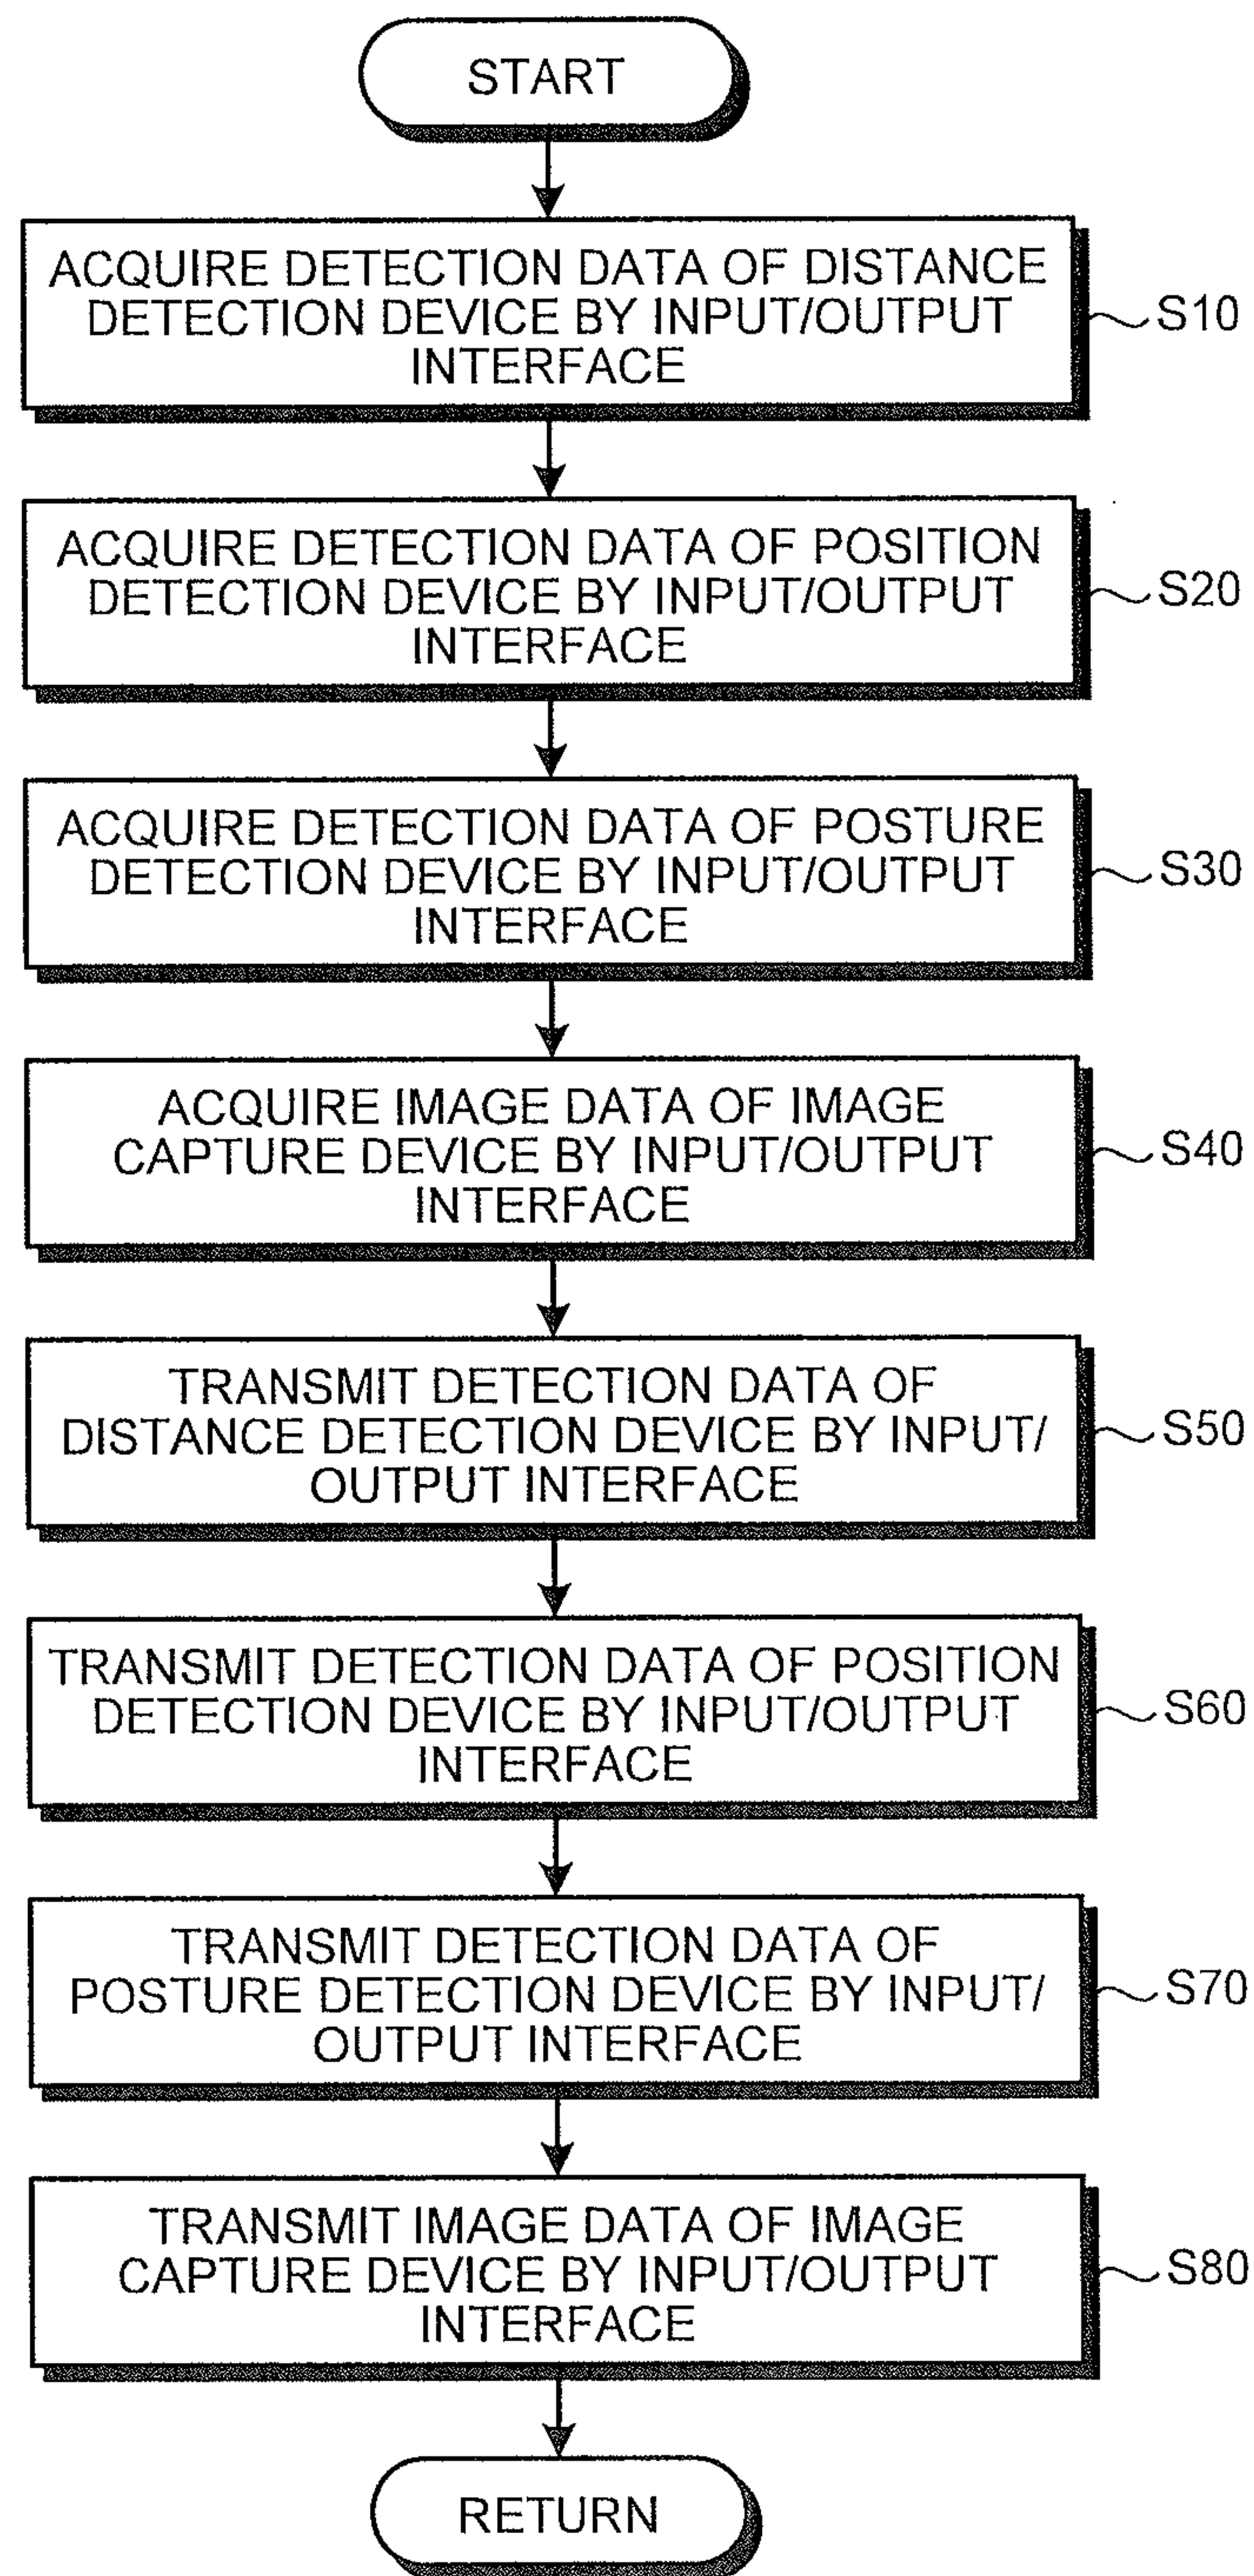 START
ACQUIRE DETECTION DATA OF DISTANCE
DETECTION DEVICE BY INPUT/OUTPUT
INTERFACE
S10
ACQUIRE DETECTION DATA OF POSITION
DETECTION DEVICE BY INPUT/OUTPUT
INTERFACE
S20
ACQUIRE DETECTION DATA OF POSTURE
DETECTION DEVICE BY INPUT/OUTPUT
INTERFACE
S30
ACQUIRE IMAGE DATA OF IMAGE
CAPTURE DEVICE BY INPUT/OUTPUT
INTERFACE
S40
TRANSMIT DETECTION DATA OF
DISTANCE DETECTION DEVICE BY INPUT/
OUTPUT INTERFACE
S50
TRANSMIT DETECTION DATA OF POSITION
DETECTION DEVICE BY INPUT/OUTPUT
INTERFACE
S60
TRANSMIT DETECTION DATA OF
POSTURE DETECTION DEVICE BY INPUT/
OUTPUT INTERFACE
S70
TRANSMIT IMAGE DATA OF IMAGE
CAPTURE DEVICE BY INPUT/OUTPUT
INTERFACE
S80
RETURN